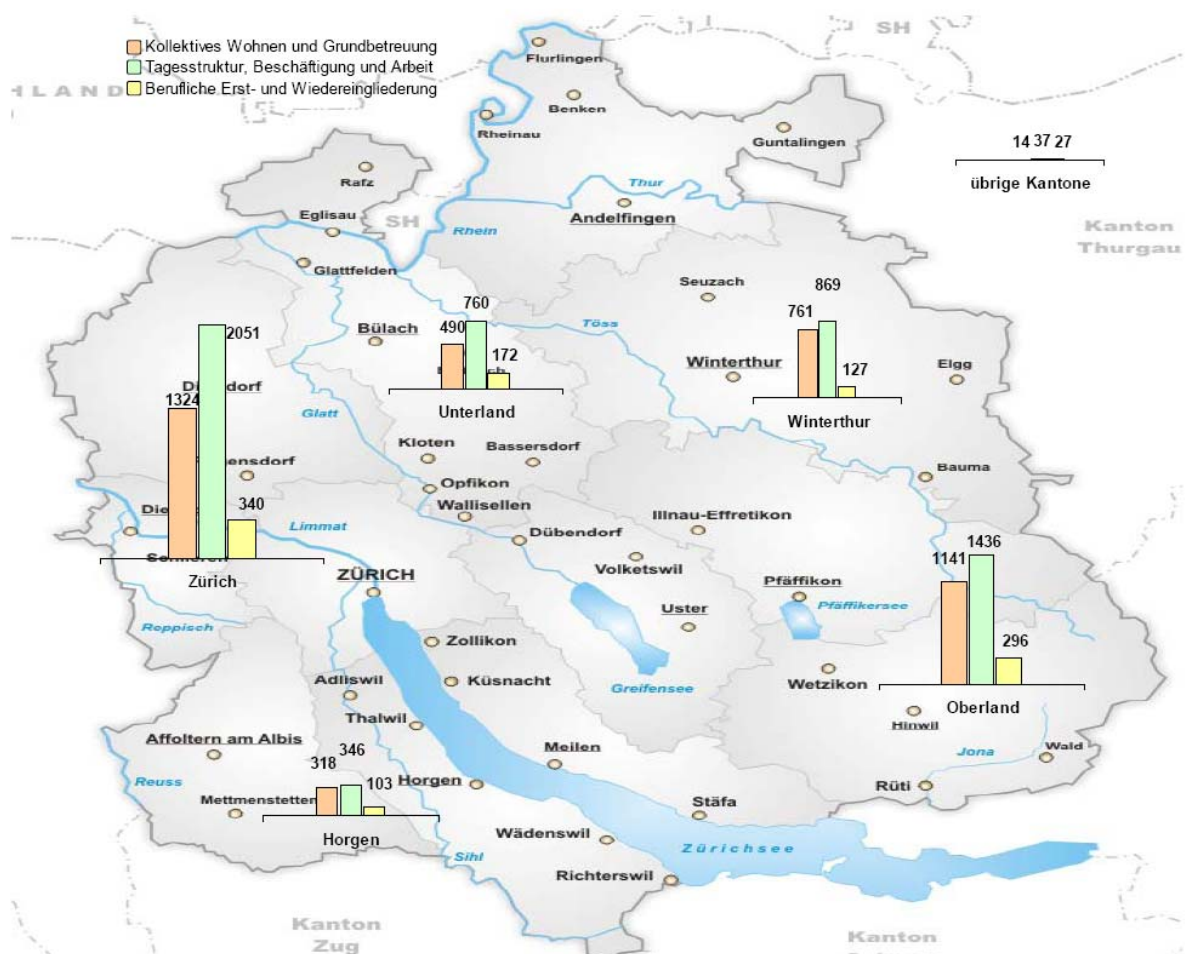 SH
SH
Kollektives Wohnen und Grundbetreuung
Tagesstruktur, Beschäftigung und Arbeit
Berufliche Erst- und Wiedereingliederung
HLAND
Flurlingen
Benken
Rheinau
Guntalingen
14 37 27
übrige Kantone
Rafz
Thur
Andelfingen
Eglisau
SH
Rhein
Kanton
Thurgau
Glattfelden
Seuzach
869
760
761
Töss
2051
Bülach
490
172
Winterthur
127
Elgg
1324
Glatt
Unterland
Winterthur
Kloten
Bassersdorf
Bauma
Opfikon
340
Wallisellen
Limmat
Dübendorf
Illnau-Effretikon
1436
1141
Zürich
ZÜRICH
Volketswil
Pfäffikon
Pfäffikersee
Uster
Reppisch
Zollikon
296
Adliswil
Küsnacht
Greifensee
Wetzikon
Oberland
Thalwil
Hinwil
Affoltern am Albis
346
Meilen
Jona
Wald
318
Reuss
103
Horgen
Rüti
Mettmenstetten
Stäfa
Horgen
Wädenswil
Zürichsee
Sihl
Richterswil
Kanton
Zug
Kanton